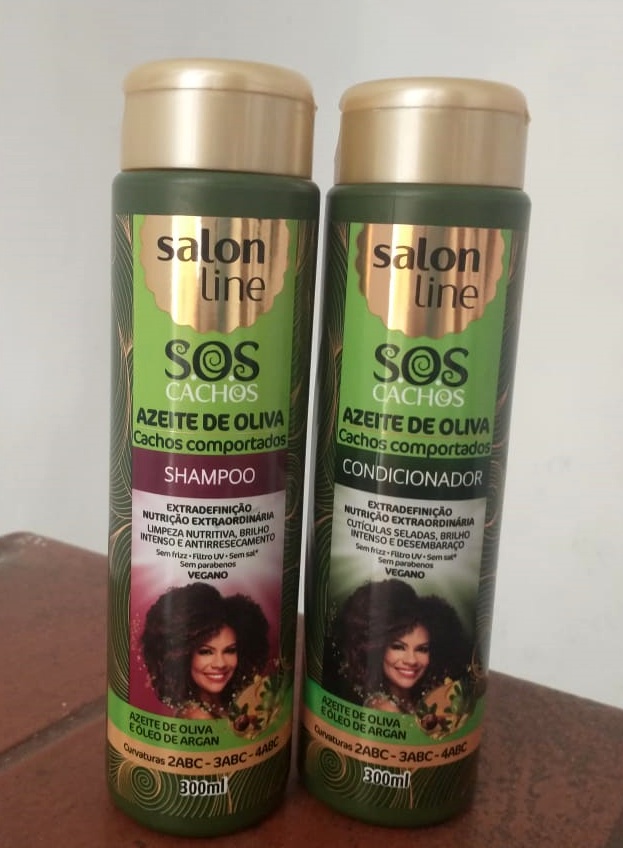 salon
line
S.O.S
CACHOS
AZEITE DE OLIVA
Cachos comportados
SHAMPOO
EXTRADEFINIÇÃO
NUTRIÇÃO EXTRAORDINÁRIA
LIMPEZA NUTRITIVA, BRILHO
INTENSO E ANTIRRESSECAMENTO
Sem frizz • Filtro UV • Sem sal*
Sem parabenos
VEGANO
AZEITE DE OLIVA
E ÓLEO DE ARGAN
Curvaturas 2ABC - 3ABC - 4ABC
300ml
salon
line
S.O.S
CACHOS
AZEITE DE OLIVA
Cachos comportados
CONDICIONADOR
EXTRADEFINIÇÃO
NUTRIÇÃO EXTRAORDINÁRIA
CUTÍCULAS SELADAS, BRILHO
INTENSO E DESEMBARAÇO
Sem frizz • Filtro UV • Sem sal*
Sem parabenos
VEGANO
AZEITE DE OLIVA
E ÓLEO DE ARGAN
Curvaturas 2ABC - 3ABC - 4ABC
300ml